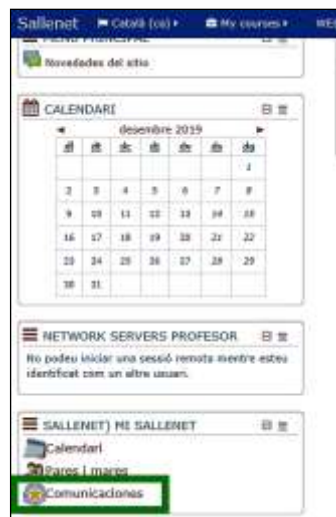 Sallenet Català (ca) My courses WEB
MENÚ PRINCIPAL
Novedades del sitio
CALENDARI
◄ desembre 2019 ►
dl dt dc dj dv ds dg
1
2 3 4 5 6 7 8
9 10 11 12 13 14 15
16 17 18 19 20 21 22
23 24 25 26 27 28 29
30 31
NETWORK SERVERS PROFESOR
No podeu iniciar una sessió remota mentre esteu
identificat com un altre usuari.
SALLENET) MI SALLENET
Calendari
Pares i mares
Comunicaciones